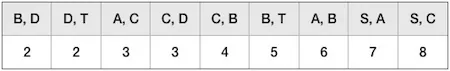 B, D D, T A, C C, D C, B B, T A, B S, A S, C
2 2 3 3 4 5 6 7 8